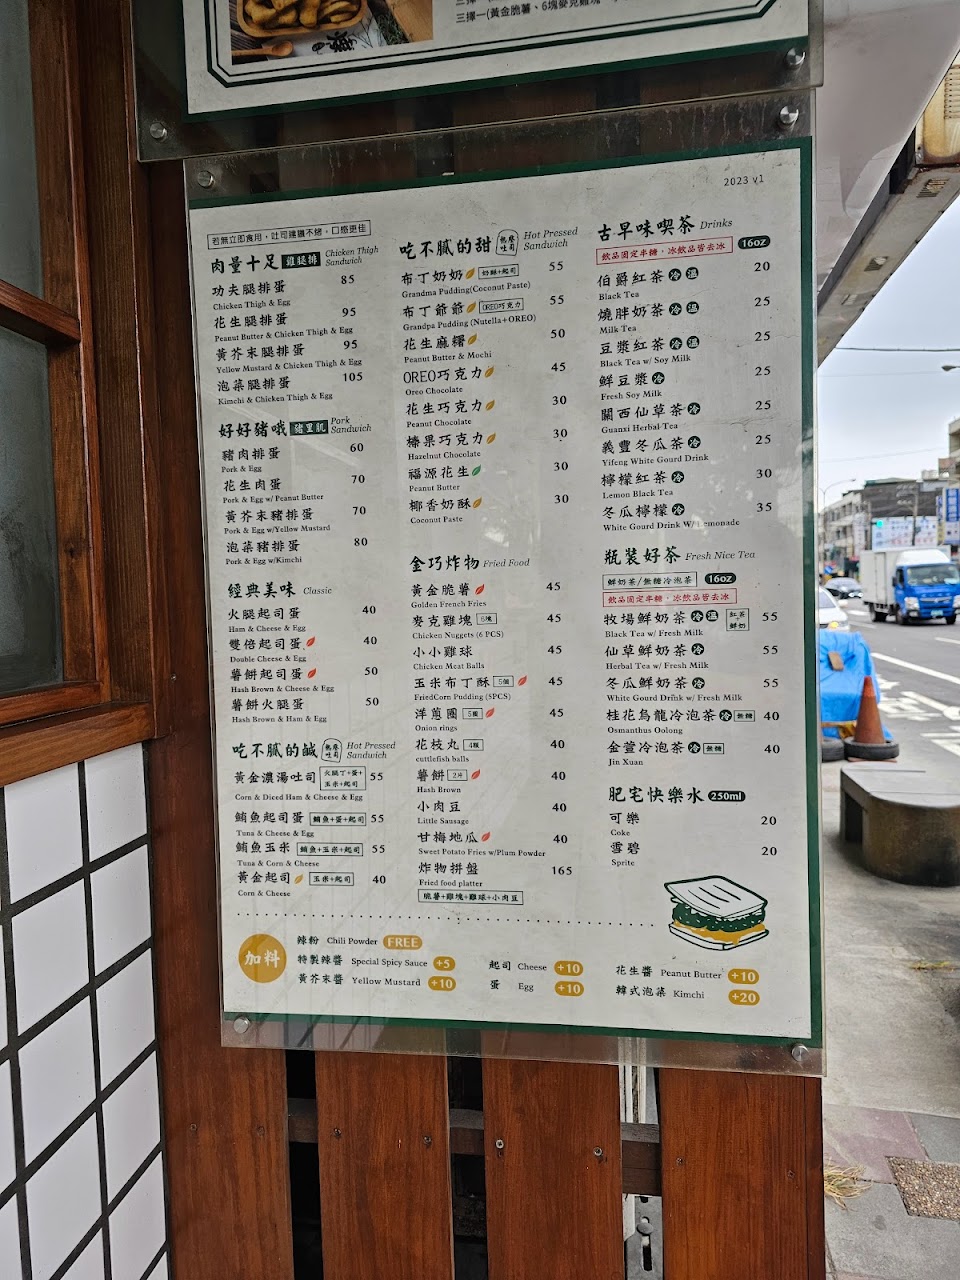 三擇一(黃金脆薯、6塊麥克雞塊、
2023 v1
若無立即食用，吐司建議不烤，口感更佳
肉量十足 雞腿排 Chicken Thigh Sandwich
功夫腿排蛋 85
Chicken Thigh & Egg
花生腿排蛋 95
Peanut Butter & Chicken Thigh & Egg
黃芥末腿排蛋 95
Yellow Mustard & Chicken Thigh & Egg
泡菜腿排蛋 105
Kimchi & Chicken Thigh & Egg
好好豬哦 豬里肌 Pork Sandwich
豬肉排蛋 60
Pork & Egg
花生肉蛋 70
Pork & Egg w/ Peanut Butter
黃芥末豬排蛋 70
Pork & Egg w/Yellow Mustard
泡菜豬排蛋 80
Pork & Egg w/Kimchi
經典美味 Classic
火腿起司蛋 40
Ham & Cheese & Egg
雙倍起司蛋 40
Double Cheese & Egg
薯餅起司蛋 50
Hash Brown & Cheese & Egg
薯餅火腿蛋 50
Hash Brown & Ham & Egg
吃不膩的鹹 熱壓吐司 Hot Pressed Sandwich
黃金濃湯吐司 火腿丁+蛋+玉米+起司 55
Corn & Diced Ham & Cheese & Egg
鮪魚起司蛋 鮪魚+蛋+起司 55
Tuna & Cheese & Egg
鮪魚玉米 鮪魚+玉米+起司 55
Tuna & Corn & Cheese
黃金起司 玉米+起司 40
Corn & Cheese
吃不膩的甜 熱壓吐司 Hot Pressed Sandwich
布丁奶奶 奶酥+起司 55
Grandma Pudding(Coconut Paste)
布丁爺爺 OREO巧克力 55
Grandpa Pudding (Nutella+OREO)
花生麻糬 50
Peanut Butter & Mochi
OREO巧克力 45
Oreo Chocolate
花生巧克力 30
Peanut Chocolate
榛果巧克力 30
Hazelnut Chocolate
福源花生 30
Peanut Butter
椰香奶酥 30
Coconut Paste
金巧炸物 Fried Food
黃金脆薯 45
Golden French Fries
麥克雞塊 6塊 45
Chicken Nuggets (6 PCS)
小小雞球 45
Chicken Meat Balls
玉米布丁酥 5個 45
FriedCorn Pudding (5PCS)
洋蔥圈 5顆 45
Onion rings
花枝丸 4顆 40
cuttlefish balls
薯餅 2片 40
Hash Brown
小肉豆 40
Little Sausage
甘梅地瓜 40
Sweet Potato Fries w/Plum Powder
炸物拼盤 165
Fried food platter
脆薯+雞塊+雞球+小肉豆
古早味喫茶 Drinks
飲品固定半糖，冰飲品皆去冰 16oz
伯爵紅茶 冷 溫 20
Black Tea
燒胖奶茶 冷 溫 25
Milk Tea
豆漿紅茶 冷 溫 25
Black Tea w/ Soy Milk
鮮豆漿 冷 25
Fresh Soy Milk
關西仙草茶 冷 25
Guanxi Herbal Tea
義豐冬瓜茶 冷 25
Yifeng White Gourd Drink
檸檬紅茶 冷 30
Lemon Black Tea
冬瓜檸檬 冷 35
White Gourd Drink W/Lemonade
瓶裝好茶 Fresh Nice Tea
鮮奶茶/無糖冷泡茶 16oz
飲品固定半糖，冰飲品皆去冰
牧場鮮奶茶 冷 溫 紅茶鮮奶 55
Black Tea w/ Fresh Milk
仙草鮮奶茶 冷 55
Herbal Tea w/ Fresh Milk
冬瓜鮮奶茶 冷 55
White Gourd Drink w/ Fresh Milk
桂花烏龍冷泡茶 冷 無糖 40
Osmanthus Oolong
金萱冷泡茶 冷 無糖 40
Jin Xuan
肥宅快樂水 250ml
可樂 20
Coke
雪碧 20
Sprite
加料
辣粉 Chili Powder FREE
特製辣醬 Special Spicy Sauce +5
黃芥末醬 Yellow Mustard +10
起司 Cheese +10
蛋 Egg +10
花生醬 Peanut Butter +10
韓式泡菜 Kimchi +20